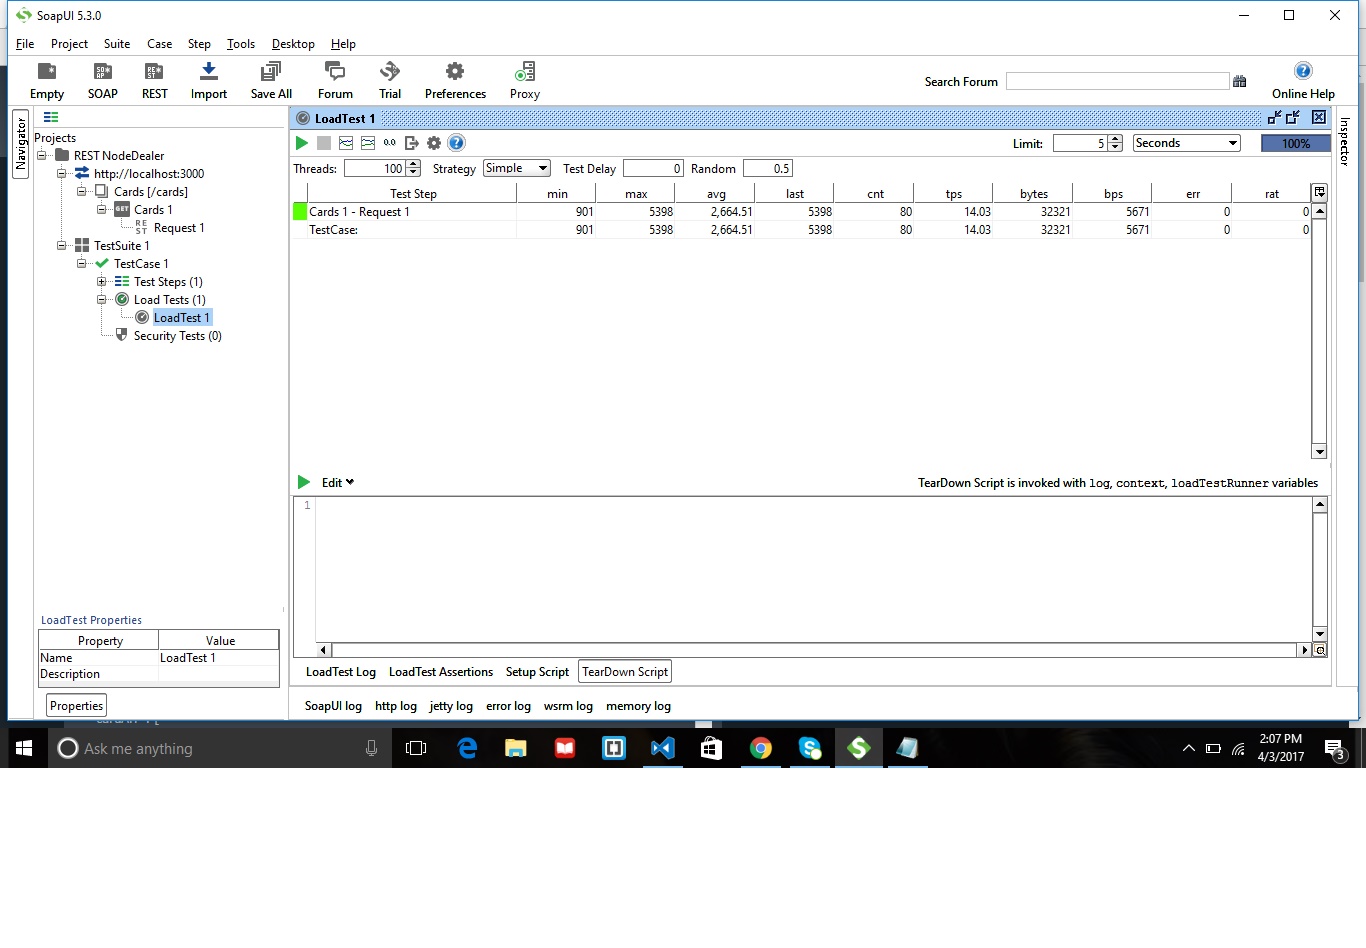 SoapUI 5.3.0
File Project Suite Case Step Tools Desktop Help
Empty SOAP REST Import Save All Forum Trial Preferences Proxy
Search Forum Online Help
Navigator
Projects
REST NodeDealer
http://localhost:3000
Cards [/cards]
GET Cards 1
REST Request 1
TestSuite 1
TestCase 1
Test Steps (1)
Load Tests (1)
LoadTest 1
Security Tests (0)
LoadTest Properties
Property Value
Name LoadTest 1
Description
Properties
LoadTest 1
0.0 Limit: 5 Seconds 100%
Threads: 100 Strategy Simple Test Delay 0 Random 0.5
Test Step min max avg last cnt tps bytes bps err rat
Cards 1 - Request 1 901 5398 2,664.51 5398 80 14.03 32321 5671 0 0
TestCase: 901 5398 2,664.51 5398 80 14.03 32321 5671 0 0
Edit TearDown Script is invoked with log, context, loadTestRunner variables
1
LoadTest Log LoadTest Assertions Setup Script TearDown Script
SoapUI log http log jetty log error log wsrm log memory log
Inspector
Ask me anything
2:07 PM
4/3/2017
3